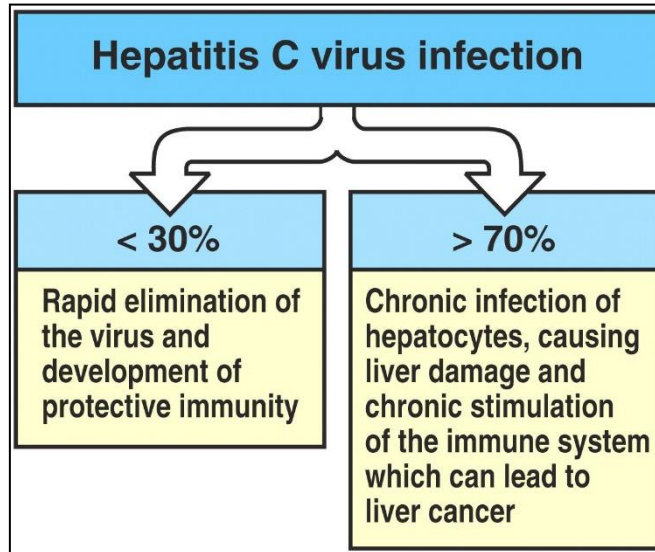 Hepatitis C virus infection
< 30%
Rapid elimination of
the virus and
development of
protective immunity
> 70%
Chronic infection of
hepatocytes, causing
liver damage and
chronic stimulation
of the immune system
which can lead to
liver cancer